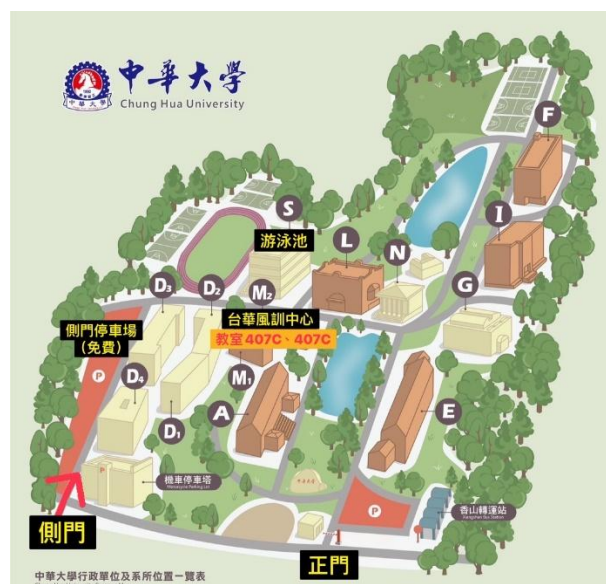 中華大學
Chung Hua University
F
S
游泳池
I
L
N
D3
D2
M2
G
側門停車場
(免費)
台華風訓中心
教室407C、407C
P
M1
D4
A
E
D1
P
機車停車塔
香山轉運站
側門
P
正門
中華大學行政單位及系所位置一覽表